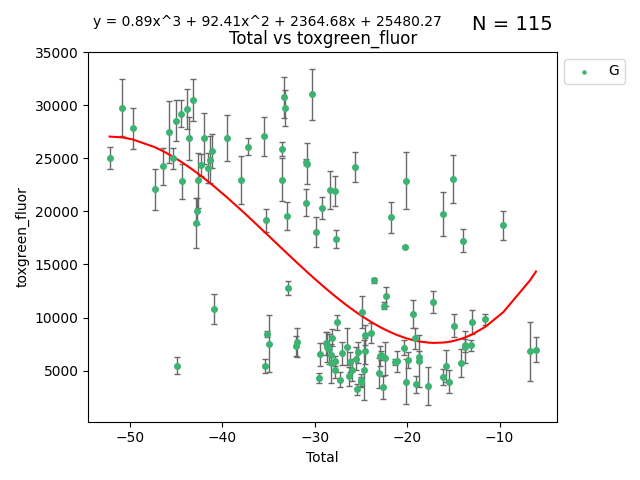 y = 0.89x^3 + 92.41x^2 + 2364.68x + 25480.27
N = 115
Total vs toxgreen_fluor
G
35000
30000
25000
20000
15000
10000
5000
toxgreen_fluor
−50 −40 −30 −20 −10
Total